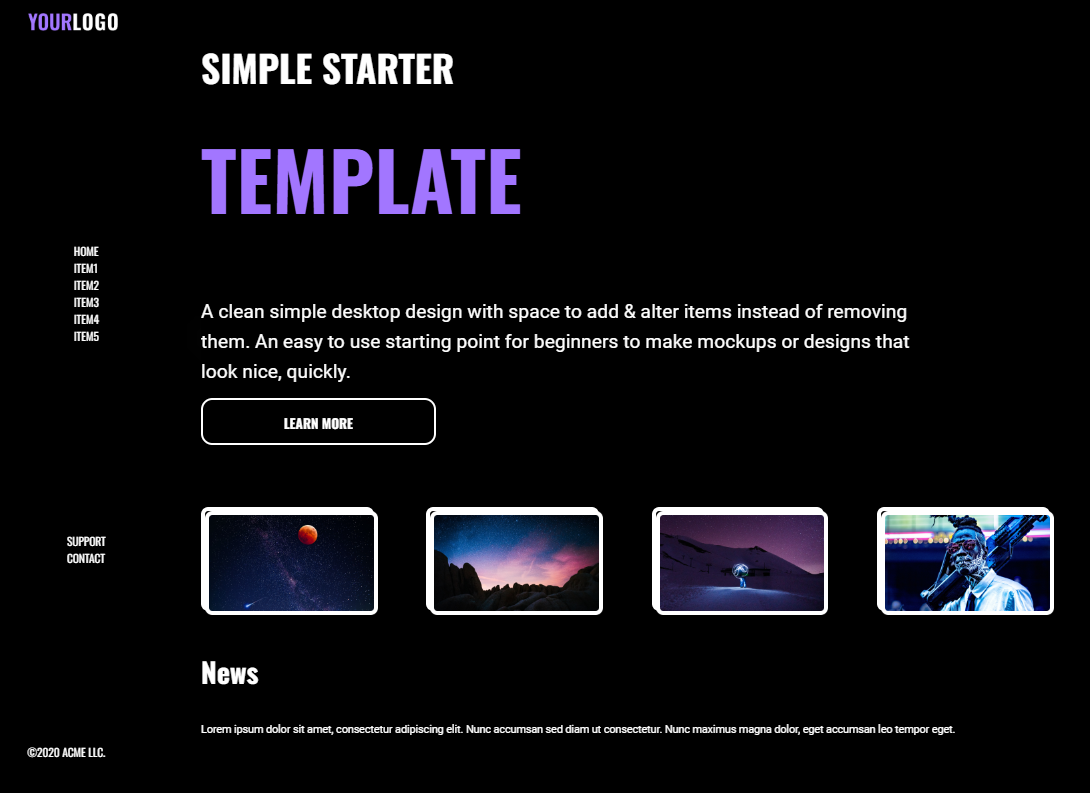 YOURLOGO
SIMPLE STARTER
TEMPLATE
HOME
ITEM1
ITEM2
ITEM3
ITEM4
ITEM5
A clean simple desktop design with space to add & alter items instead of removing
them. An easy to use starting point for beginners to make mockups or designs that
look nice, quickly.
LEARN MORE
SUPPORT
CONTACT
News
Lorem ipsum dolor sit amet, consectetur adipiscing elit. Nunc accumsan sed diam ut consectetur. Nunc maximus magna dolor, eget accumsan leo tempor eget.
©2020 ACME LLC.